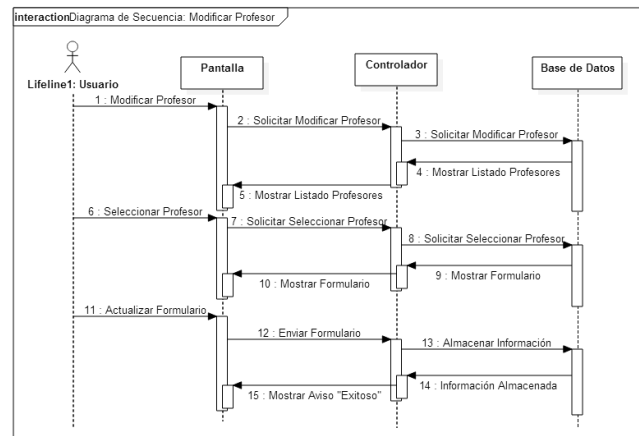 interactionDiagrama de Secuencia: Modificar Profesor
Lifeline1: Usuario
Pantalla
Controlador
Base de Datos
1 : Modificar Profesor
2 : Solicitar Modificar Profesor
3 : Solicitar Modificar Profesor
4 : Mostrar Listado Profesores
5 : Mostrar Listado Profesores
6 : Seleccionar Profesor
7 : Solicitar Seleccionar Profesor
8 : Solicitar Seleccionar Profesor
9 : Mostrar Formulario
10 : Mostrar Formulario
11 : Actualizar Formulario
12 : Enviar Formulario
13 : Almacenar Información
14 : Información Almacenada
15 : Mostrar Aviso "Exitoso"